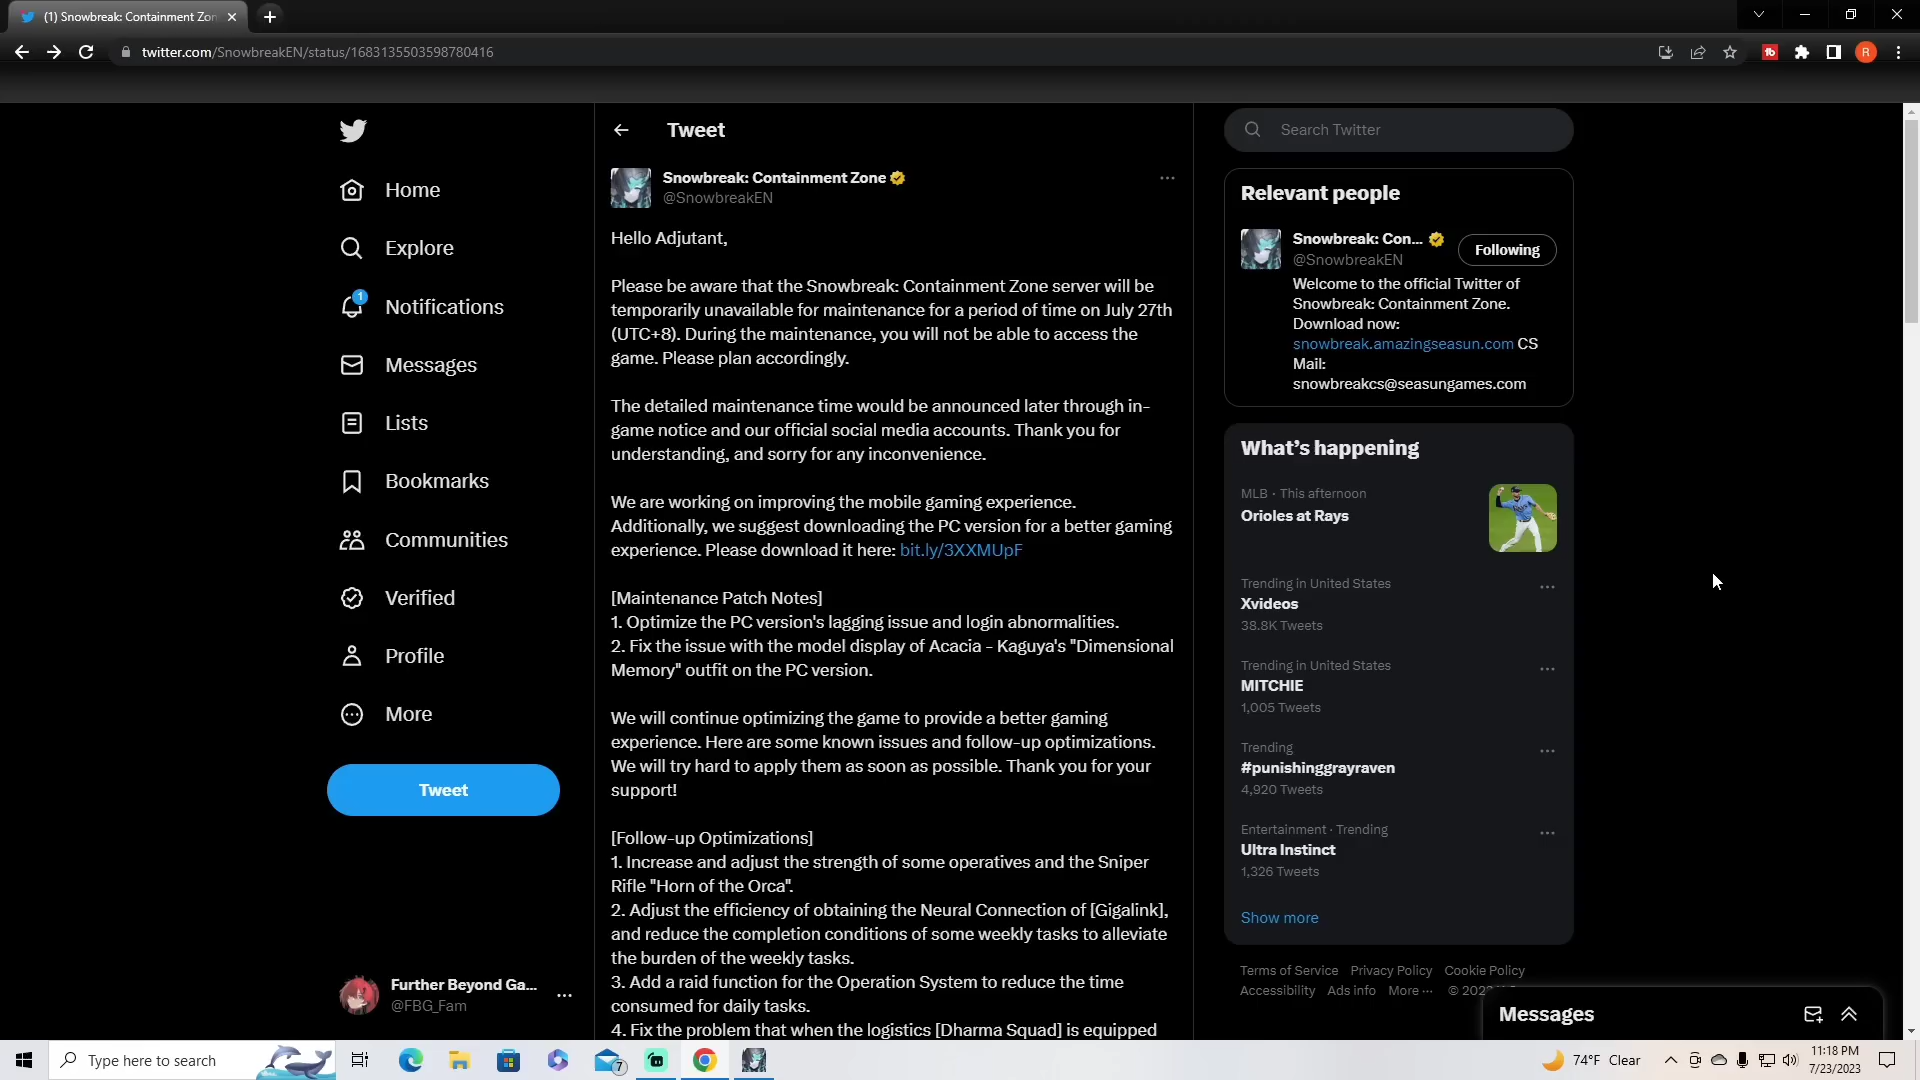 (1) Snowbreak: Containment Zon
twitter.com/SnowbreakEN/status/1683135503598780416
R
Home
Explore
1
Notifications
Messages
Lists
Bookmarks
Communities
Verified
Profile
More
Tweet
Further Beyond Ga...
@FBG_Fam
Tweet
Snowbreak: Containment Zone
@SnowbreakEN
Hello Adjutant,
Please be aware that the Snowbreak: Containment Zone server will be
temporarily unavailable for maintenance for a period of time on July 27th
(UTC+8). During the maintenance, you will not be able to access the
game. Please plan accordingly.
The detailed maintenance time would be announced later through in-
game notice and our official social media accounts. Thank you for
understanding, and sorry for any inconvenience.
We are working on improving the mobile gaming experience.
Additionally, we suggest downloading the PC version for a better gaming
experience. Please download it here: bit.ly/3XXMUpF
[Maintenance Patch Notes]
1. Optimize the PC version's lagging issue and login abnormalities.
2. Fix the issue with the model display of Acacia - Kaguya's "Dimensional
Memory" outfit on the PC version.
We will continue optimizing the game to provide a better gaming
experience. Here are some known issues and follow-up optimizations.
We will try hard to apply them as soon as possible. Thank you for your
support!
[Follow-up Optimizations]
1. Increase and adjust the strength of some operatives and the Sniper
Rifle "Horn of the Orca".
2. Adjust the efficiency of obtaining the Neural Connection of [Gigalink],
and reduce the completion conditions of some weekly tasks to alleviate
the burden of the weekly tasks.
3. Add a raid function for the Operation System to reduce the time
consumed for daily tasks.
4. Fix the problem that when the logistics [Dharma Squad] is equipped
Search Twitter
Relevant people
Snowbreak: Con...
@SnowbreakEN
Following
Welcome to the official Twitter of
Snowbreak: Containment Zone.
Download now:
snowbreak.amazingseasun.com CS
Mail:
snowbreakcs@seasungames.com
What's happening
MLB · This afternoon
Orioles at Rays
Trending in United States
Xvideos
38.8K Tweets
Trending in United States
MITCHIE
1,005 Tweets
Trending
#punishinggrayraven
4,920 Tweets
Entertainment · Trending
Ultra Instinct
1,326 Tweets
Show more
Terms of Service Privacy Policy Cookie Policy
Accessibility Ads info More ··· ©
Messages
Type here to search
7
74°F Clear
11:18 PM
7/23/2023